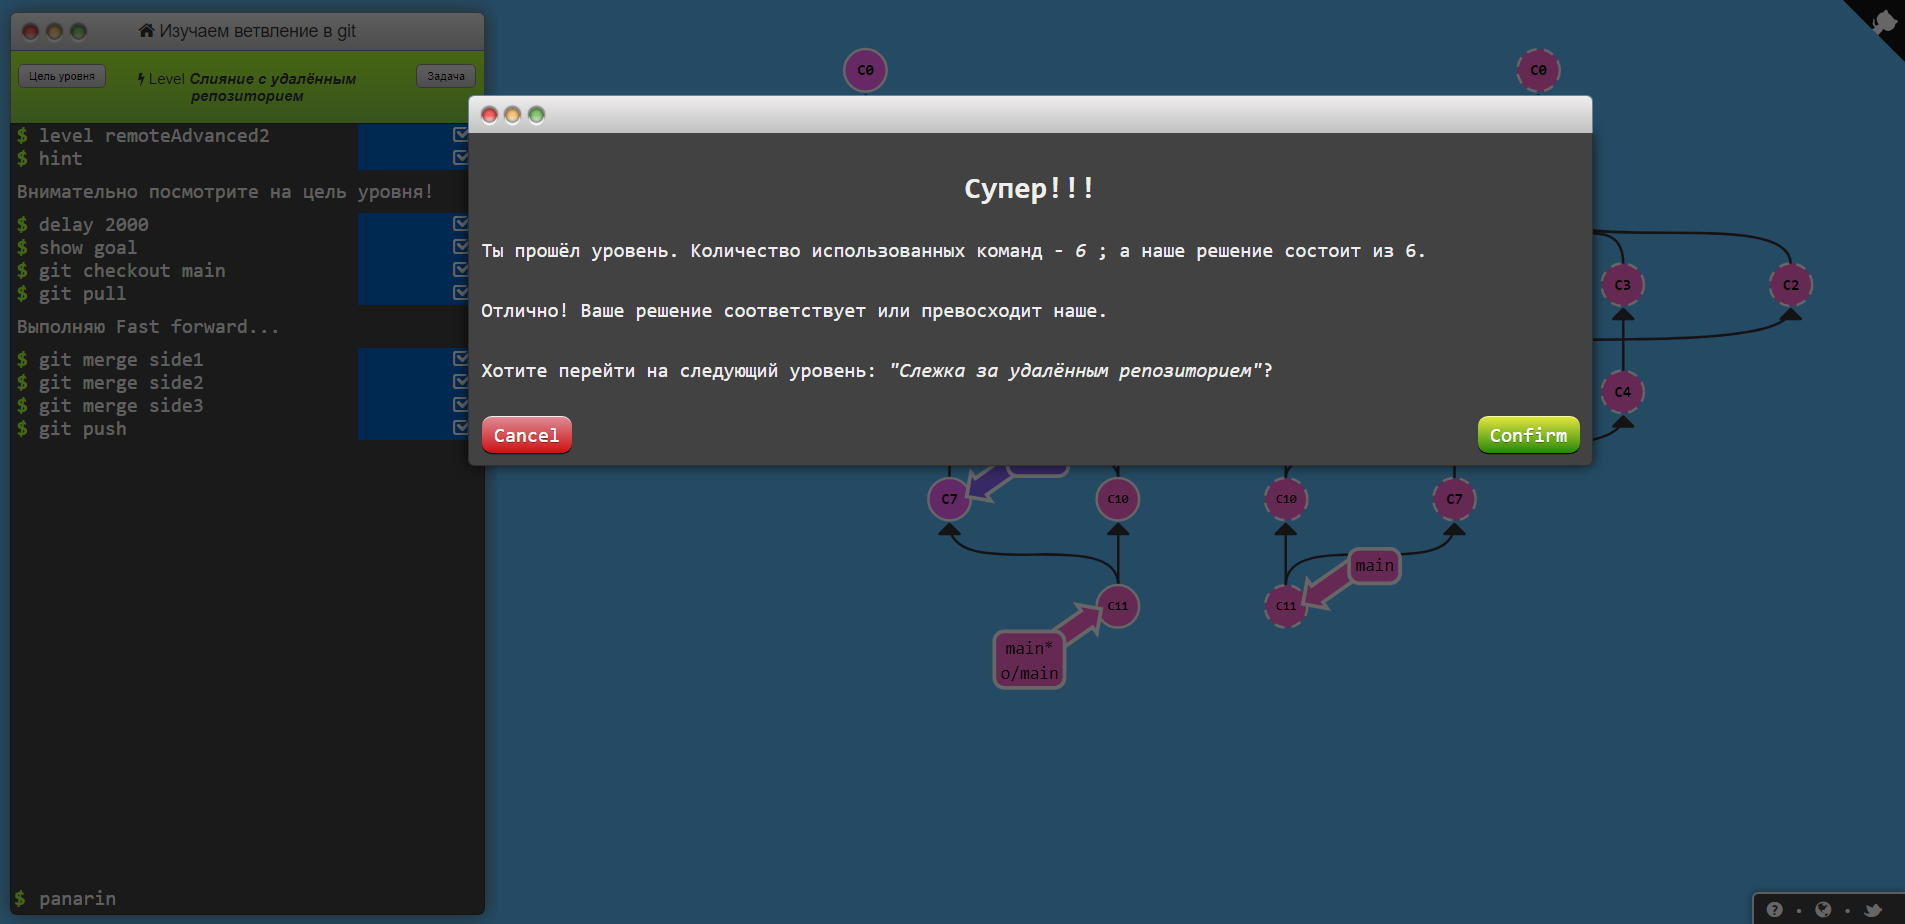 Изучаем ветвление в git
Цель уровня
Level Слияние с удалённым
репозиторием
Задача
$ level remoteAdvanced2
$ hint
Внимательно посмотрите на цель уровня!
$ delay 2000
$ show goal
$ git checkout main
$ git pull
Выполняю Fast forward...
$ git merge side1
$ git merge side2
$ git merge side3
$ git push
$ panarin
C0
C0
Супер!!!
Ты прошёл уровень. Количество использованных команд - 6 ; а наше решение состоит из 6.
Отлично! Ваше решение соответствует или превосходит наше.
Хотите перейти на следующий уровень: "Слежка за удалённым репозиторием"?
Cancel
Confirm
C3
C2
C4
C7
C10
C10
C7
main
C11
C11
main*
o/main